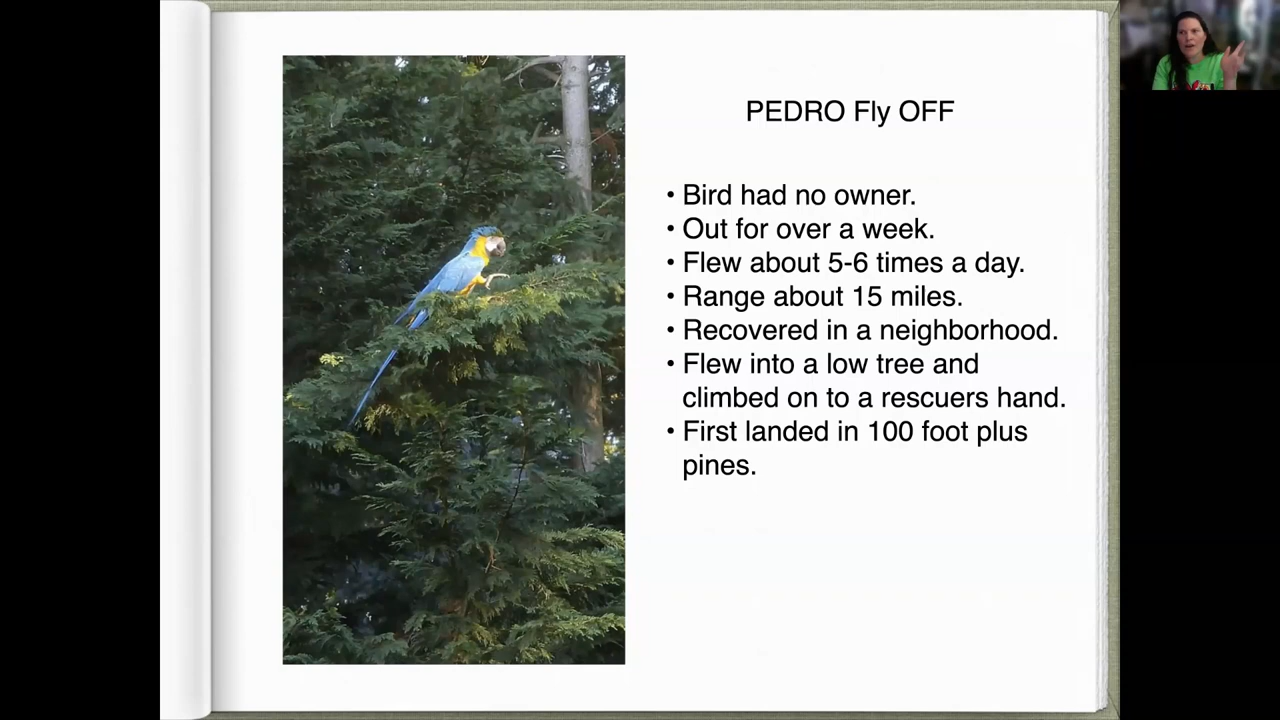 PEDRO Fly OFF
• Bird had no owner.
• Out for over a week.
• Flew about 5-6 times a day.
• Range about 15 miles.
• Recovered in a neighborhood.
• Flew into a low tree and
climbed on to a rescuers hand.
• First landed in 100 foot plus
pines.